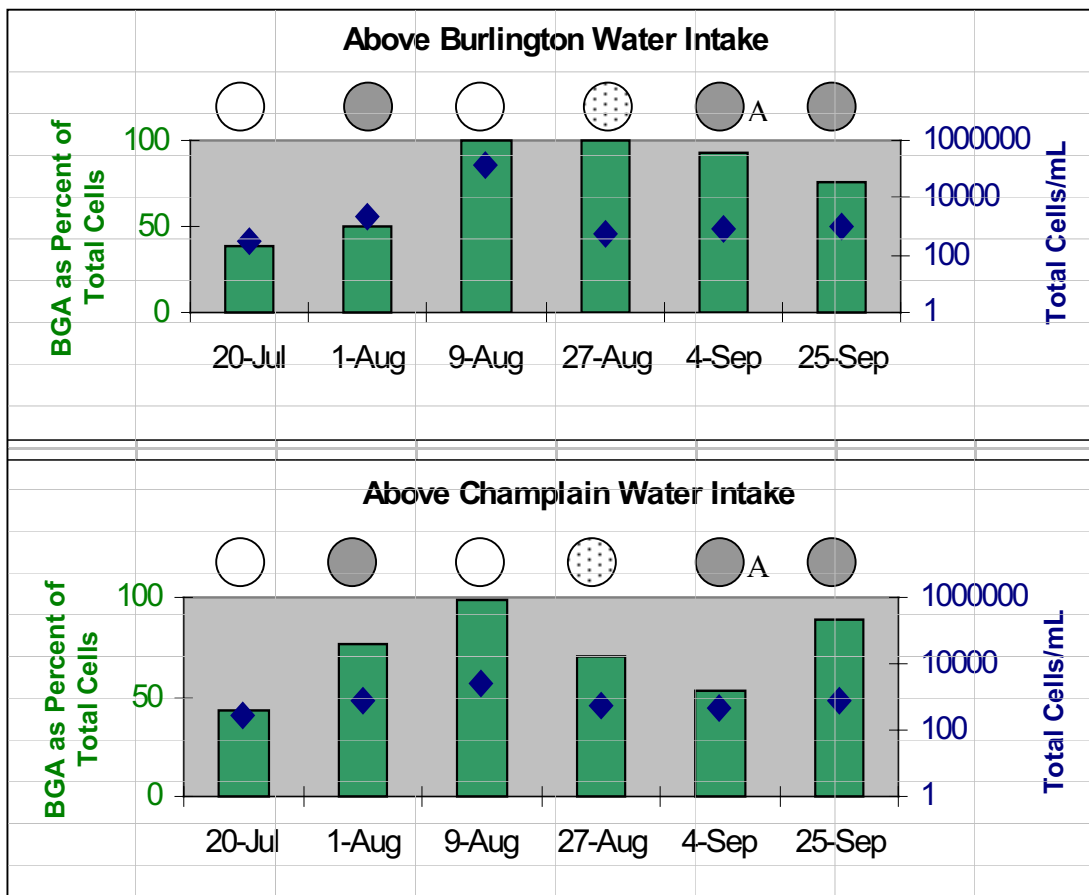 Above Burlington Water Intake
A
BGA as Percent of
Total Cells
100
50
0
1000000
10000
100
1
Total Cells/mL
20-Jul 1-Aug 9-Aug 27-Aug 4-Sep 25-Sep
Above Champlain Water Intake
A
BGA as Percent of
Total Cells
100
50
0
1000000
10000
100
1
Total Cells/mL
20-Jul 1-Aug 9-Aug 27-Aug 4-Sep 25-Sep